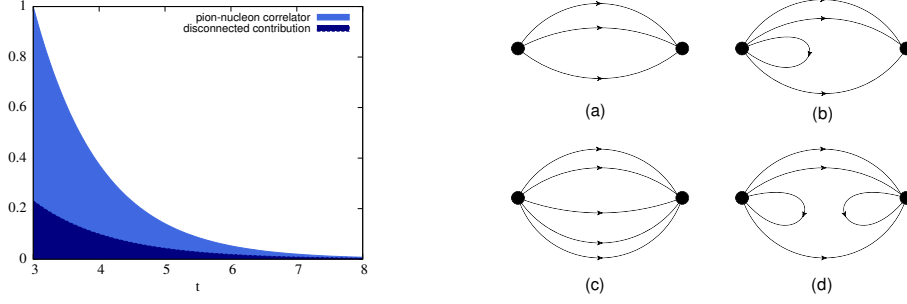 pion-nucleon correlator
disconnected contribution
1
0.8
0.6
0.4
0.2
0
3 4 5 6 7 8
t
(a) (b)
(c) (d)